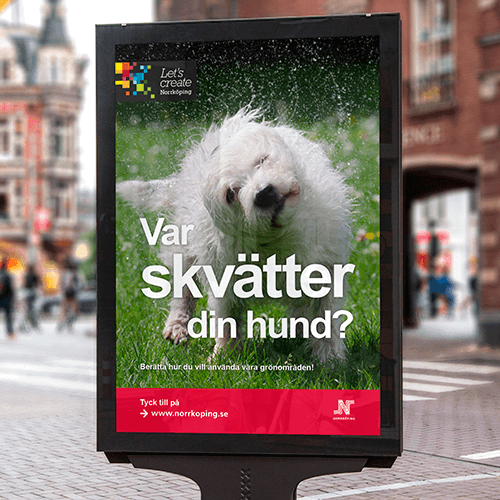 Let's
create
Norrköping
Var
skvätter
din hund?
Berätta hur du vill använda våra grönområden!
Tyck till på
→ www.norrkoping.se
N
NORRKÖPING